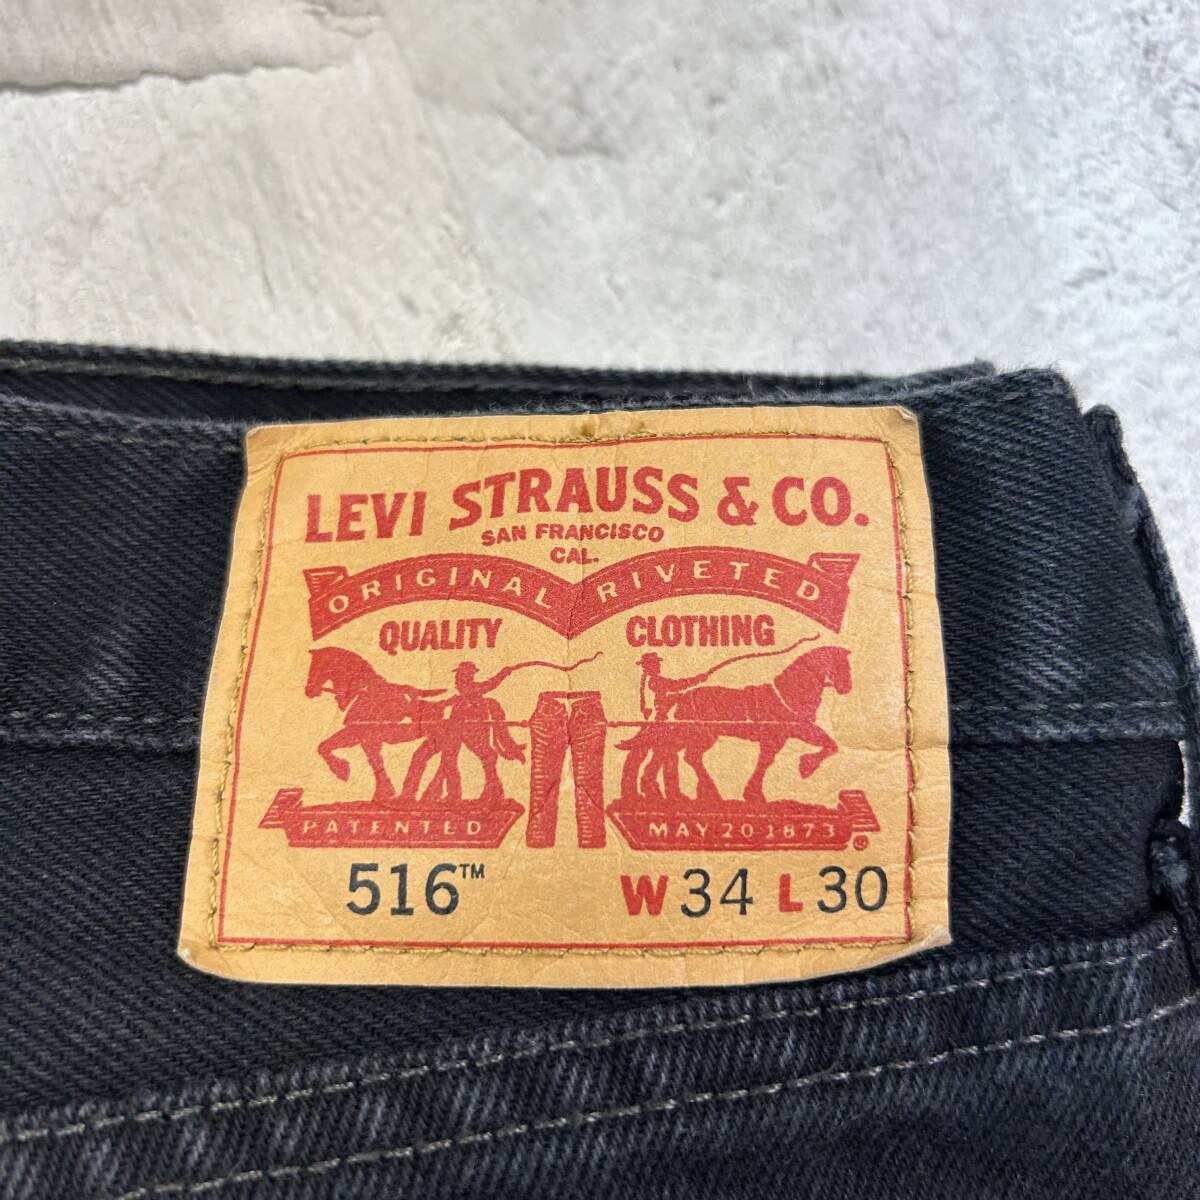 LEVI STRAUSS & CO.
SAN FRANCISCO
CAL.
ORIGINAL RIVETED
QUALITY CLOTHING
PATENTED MAY 20 1873 ®
516™ W 34 L 30